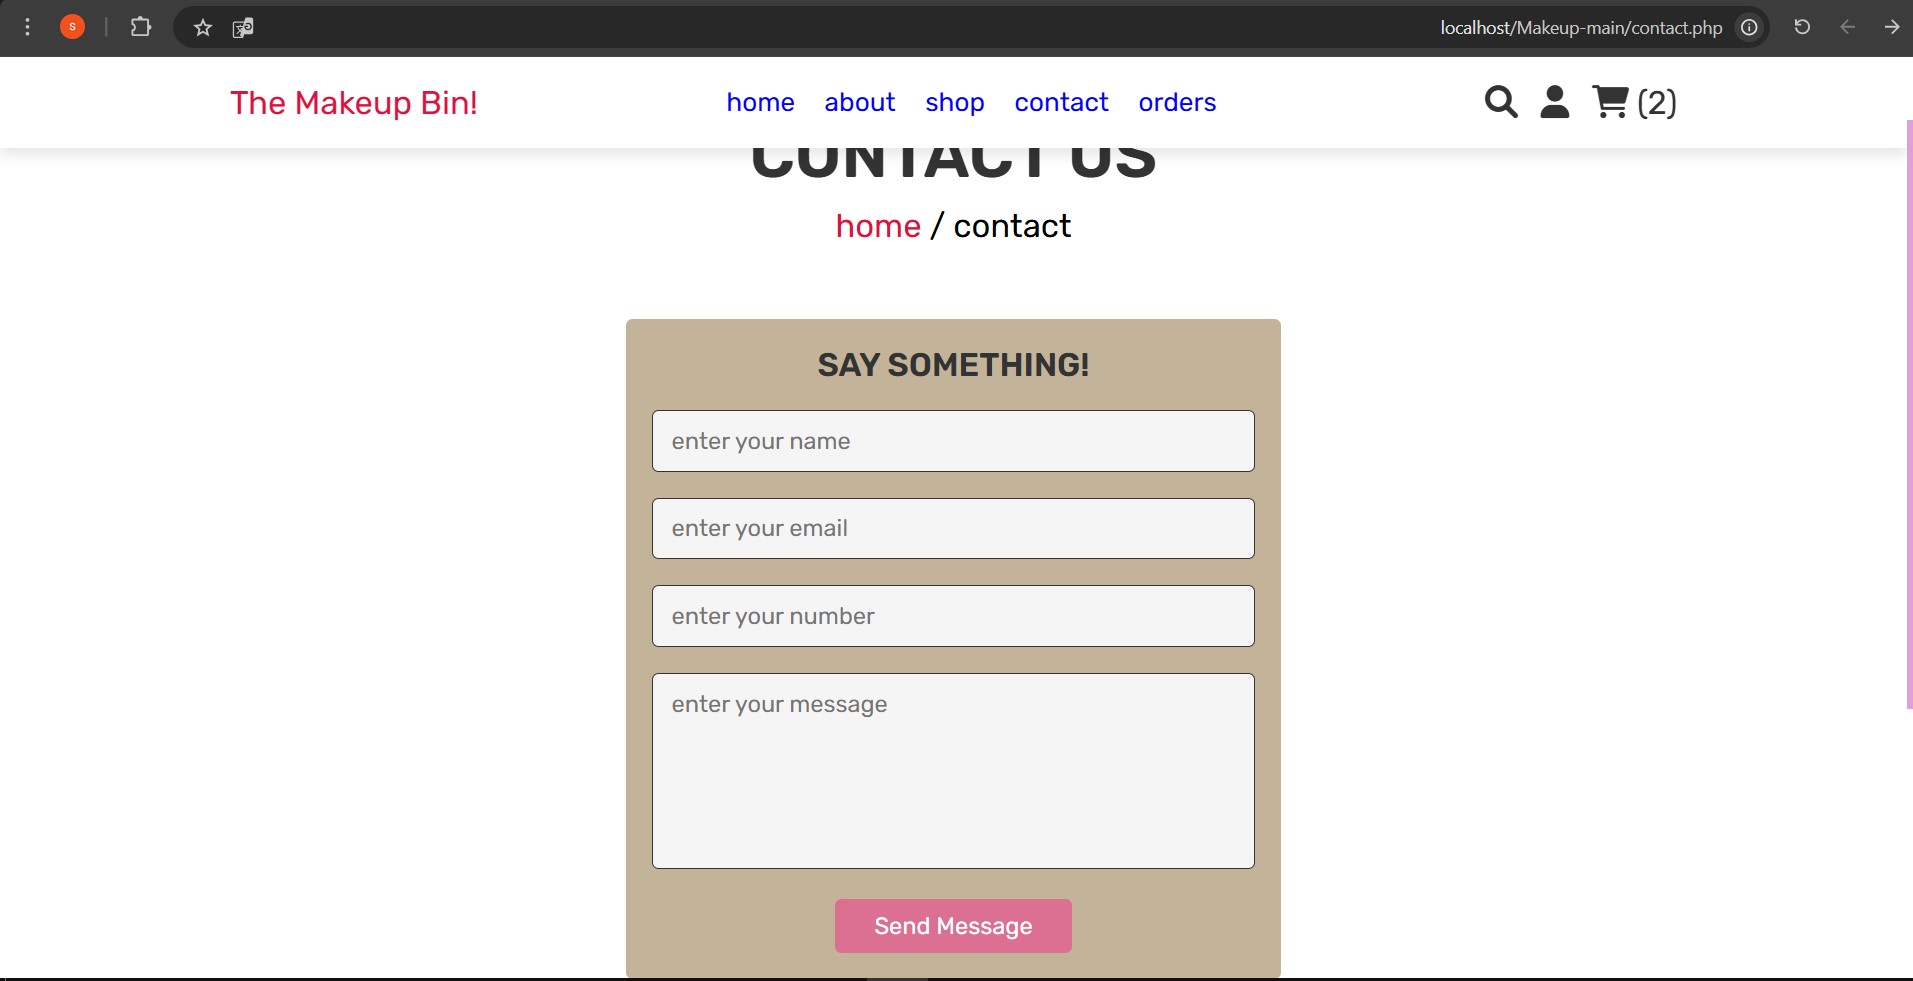 S
localhost/Makeup-main/contact.php
The Makeup Bin!
home about shop contact orders
(2)
CONTACT US
home / contact
SAY SOMETHING!
enter your name
enter your email
enter your number
enter your message
Send Message